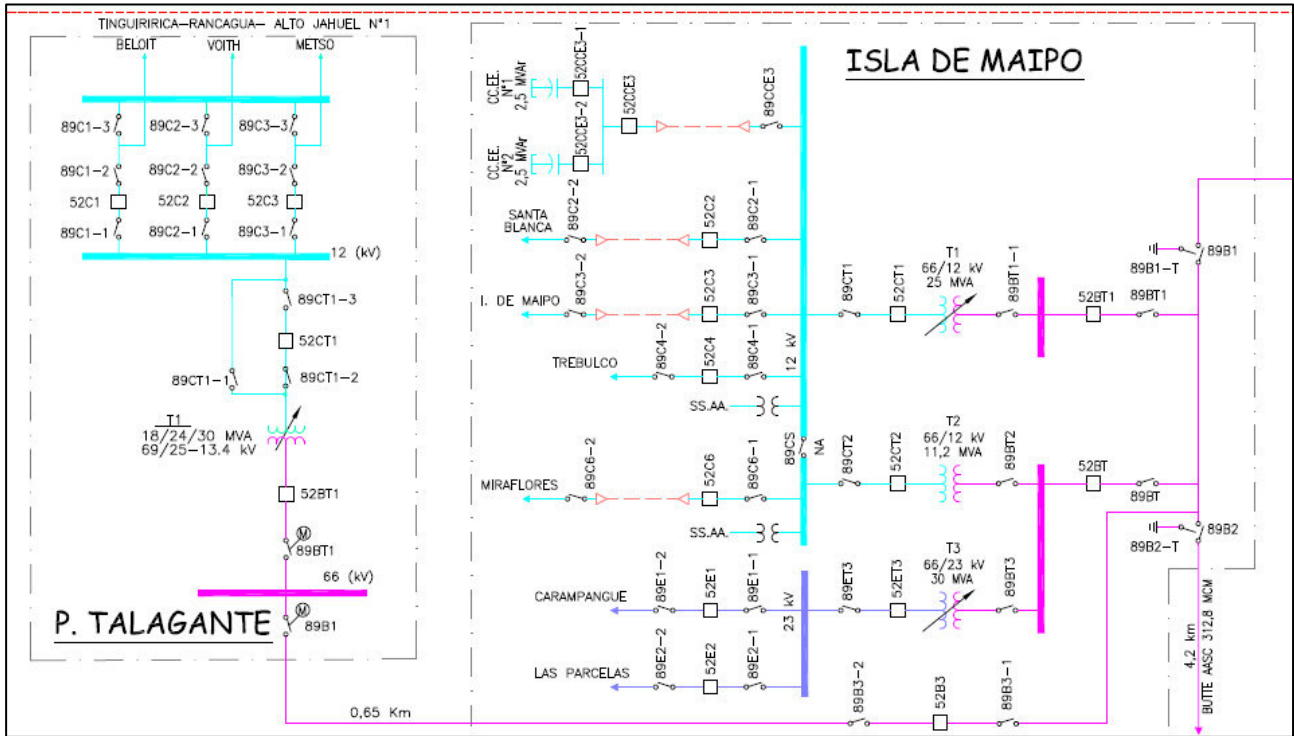 TINGUIRIRICA—RANCAGUA— ALTO JAHUEL N°1
BELOIT
VOITH
METSO
89C1-3
89C2-3
89C3-3
89C1-2
89C2-2
89C3-2
52C1
52C2
52C3
89C1-1
89C2-1
89C3-1
12 (kV)
89CT1-3
52CT1
89CT1-1
89CT1-2
T1
18/24/30 MVA
69/25-13.4 kV
52BT1
M
89BT1
66 (kV)
M
89B1
P. TALAGANTE
0,65 Km
ISLA DE MAIPO
CC.EE.
N°1
2,5 MVAr
52CCE3-1
52CCE3-2
52CCE3
89CCE3
CC.EE.
N°2
2,5 MVAr
SANTA
BLANCA
89C2-2
52C2
89C2-1
I. DE MAIPO
89C3-2
52C3
89C3-1
TREBULCO
89C4-2
52C4
89C4-1
12 kV
SS.AA.
89CS
NA
MIRAFLORES
89C6-2
52C6
89C6-1
SS.AA.
CARAMPANGUE
89E1-2
52E1
89E1-1
23 kV
LAS PARCELAS
89E2-2
52E2
89E2-1
89CT1
52CT1
T1
66/12 kV
25 MVA
89BT1-1
52BT1
89BT1
89B1-T
89B1
89CT2
52CT2
T2
66/12 kV
11,2 MVA
89BT2
52BT
89BT
89B2-T
89B2
89ET3
52ET3
T3
66/23 kV
30 MVA
89BT3
89B3-2
52B3
89B3-1
4,2 km
BUTTE AASC 312,8 MCM